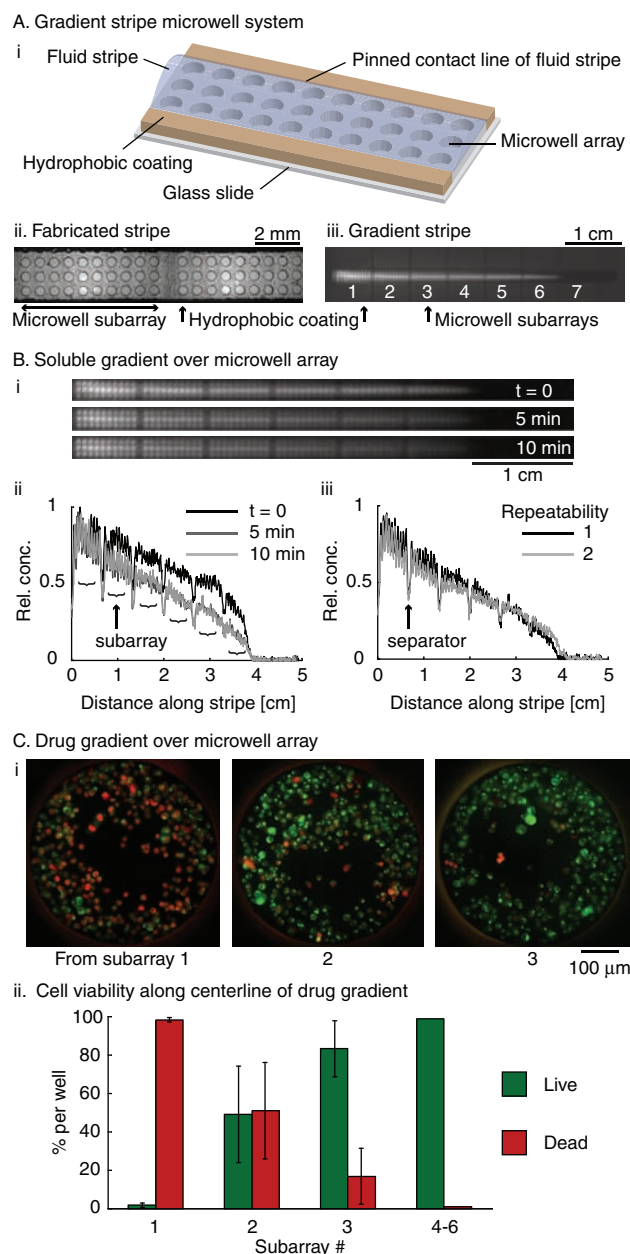 A. Gradient stripe microwell system
i
Fluid stripe
Pinned contact line of fluid stripe
Microwell array
Hydrophobic coating
Glass slide
ii. Fabricated stripe 2 mm
iii. Gradient stripe 1 cm
1 2 3 4 5 6 7
Microwell subarray Hydrophobic coating Microwell subarrays
B. Soluble gradient over microwell array
i
t = 0
5 min
10 min
1 cm
ii
1
0.5
0
Rel. conc.
t = 0
5 min
10 min
subarray
0 1 2 3 4 5
Distance along stripe [cm]
iii
1
0.5
0
Rel. conc.
Repeatability
1
2
separator
0 1 2 3 4 5
Distance along stripe [cm]
C. Drug gradient over microwell array
i
From subarray 1 2 3
100 μm
ii. Cell viability along centerline of drug gradient
100
80
60
40
20
0
% per well
Live
Dead
1 2 3 4-6
Subarray #